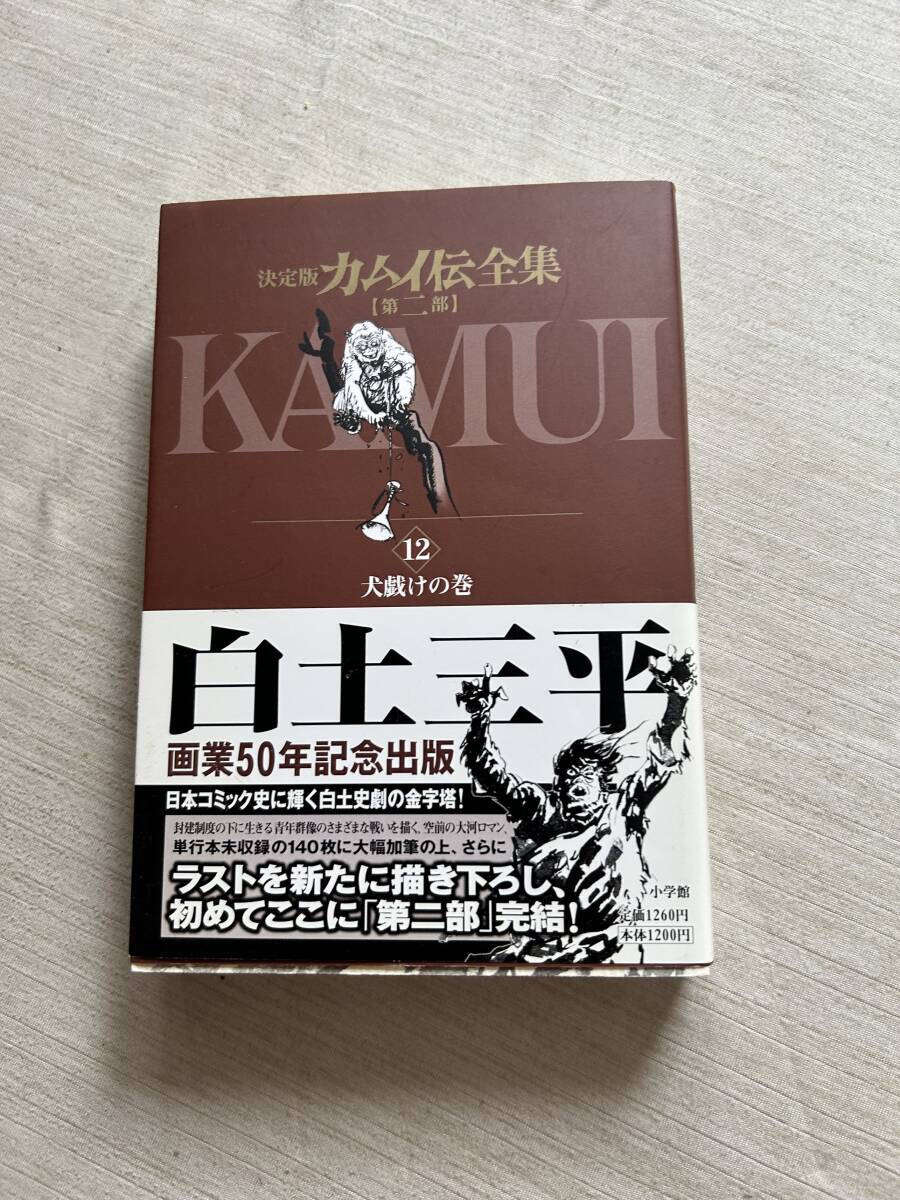 決定版 カムイ伝全集
【第二部】
KAMUI
12
犬戯けの巻
白土三平
画業50年記念出版
日本コミック史に輝く白土史劇の金字塔!
封建制度の下に生きる青年群像のさまざまな戦いを描く、空前の大河ロマン。
単行本未収録の140枚に大幅加筆の上、さらに
ラストを新たに描き下ろし、
初めてここに「第二部」完結!
小学館
定価1260円
本体1200円